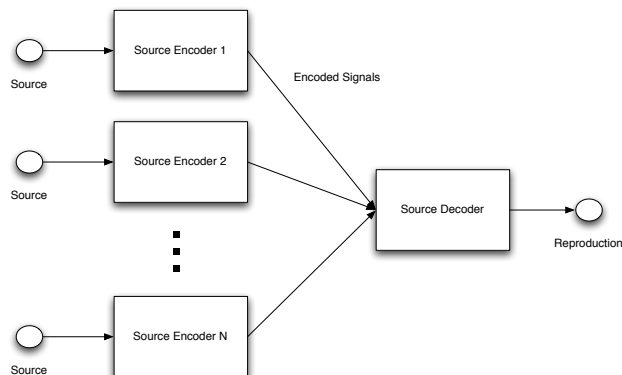 Source Encoder 1
Source
Encoded Signals
Source Encoder 2
Source
Source Decoder
Reproduction
Source Encoder N
Source